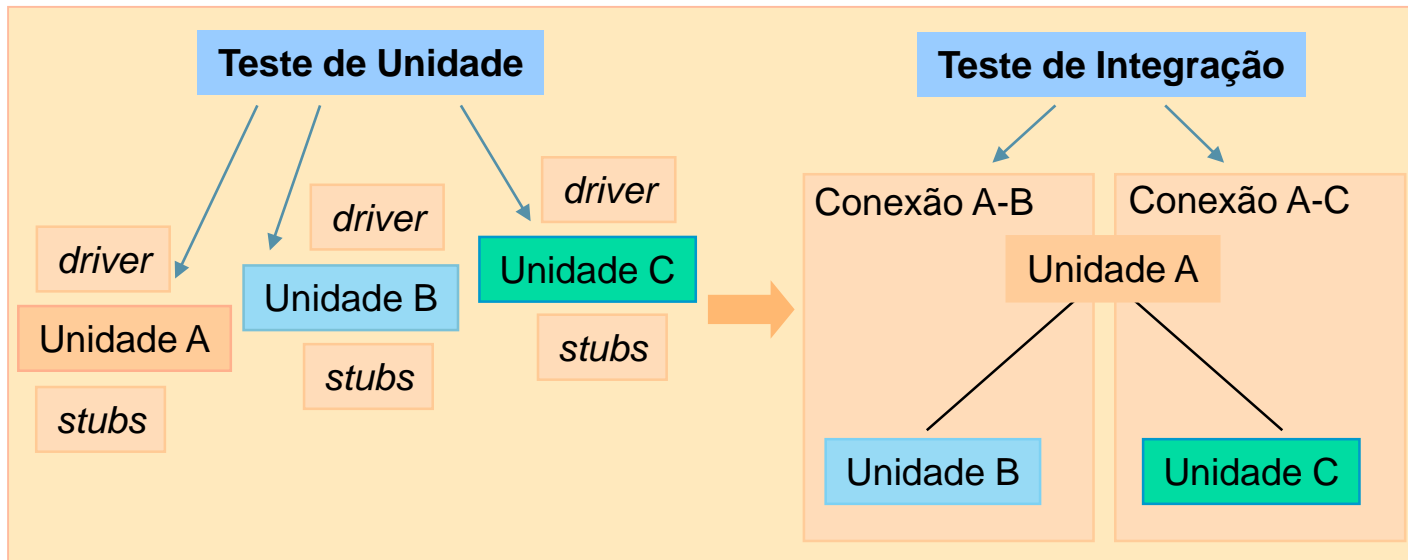 Teste de Unidade
driver
Unidade A
stubs
driver
Unidade B
stubs
driver
Unidade C
stubs
Teste de Integração
Conexão A-B
Conexão A-C
Unidade A
Unidade B
Unidade C